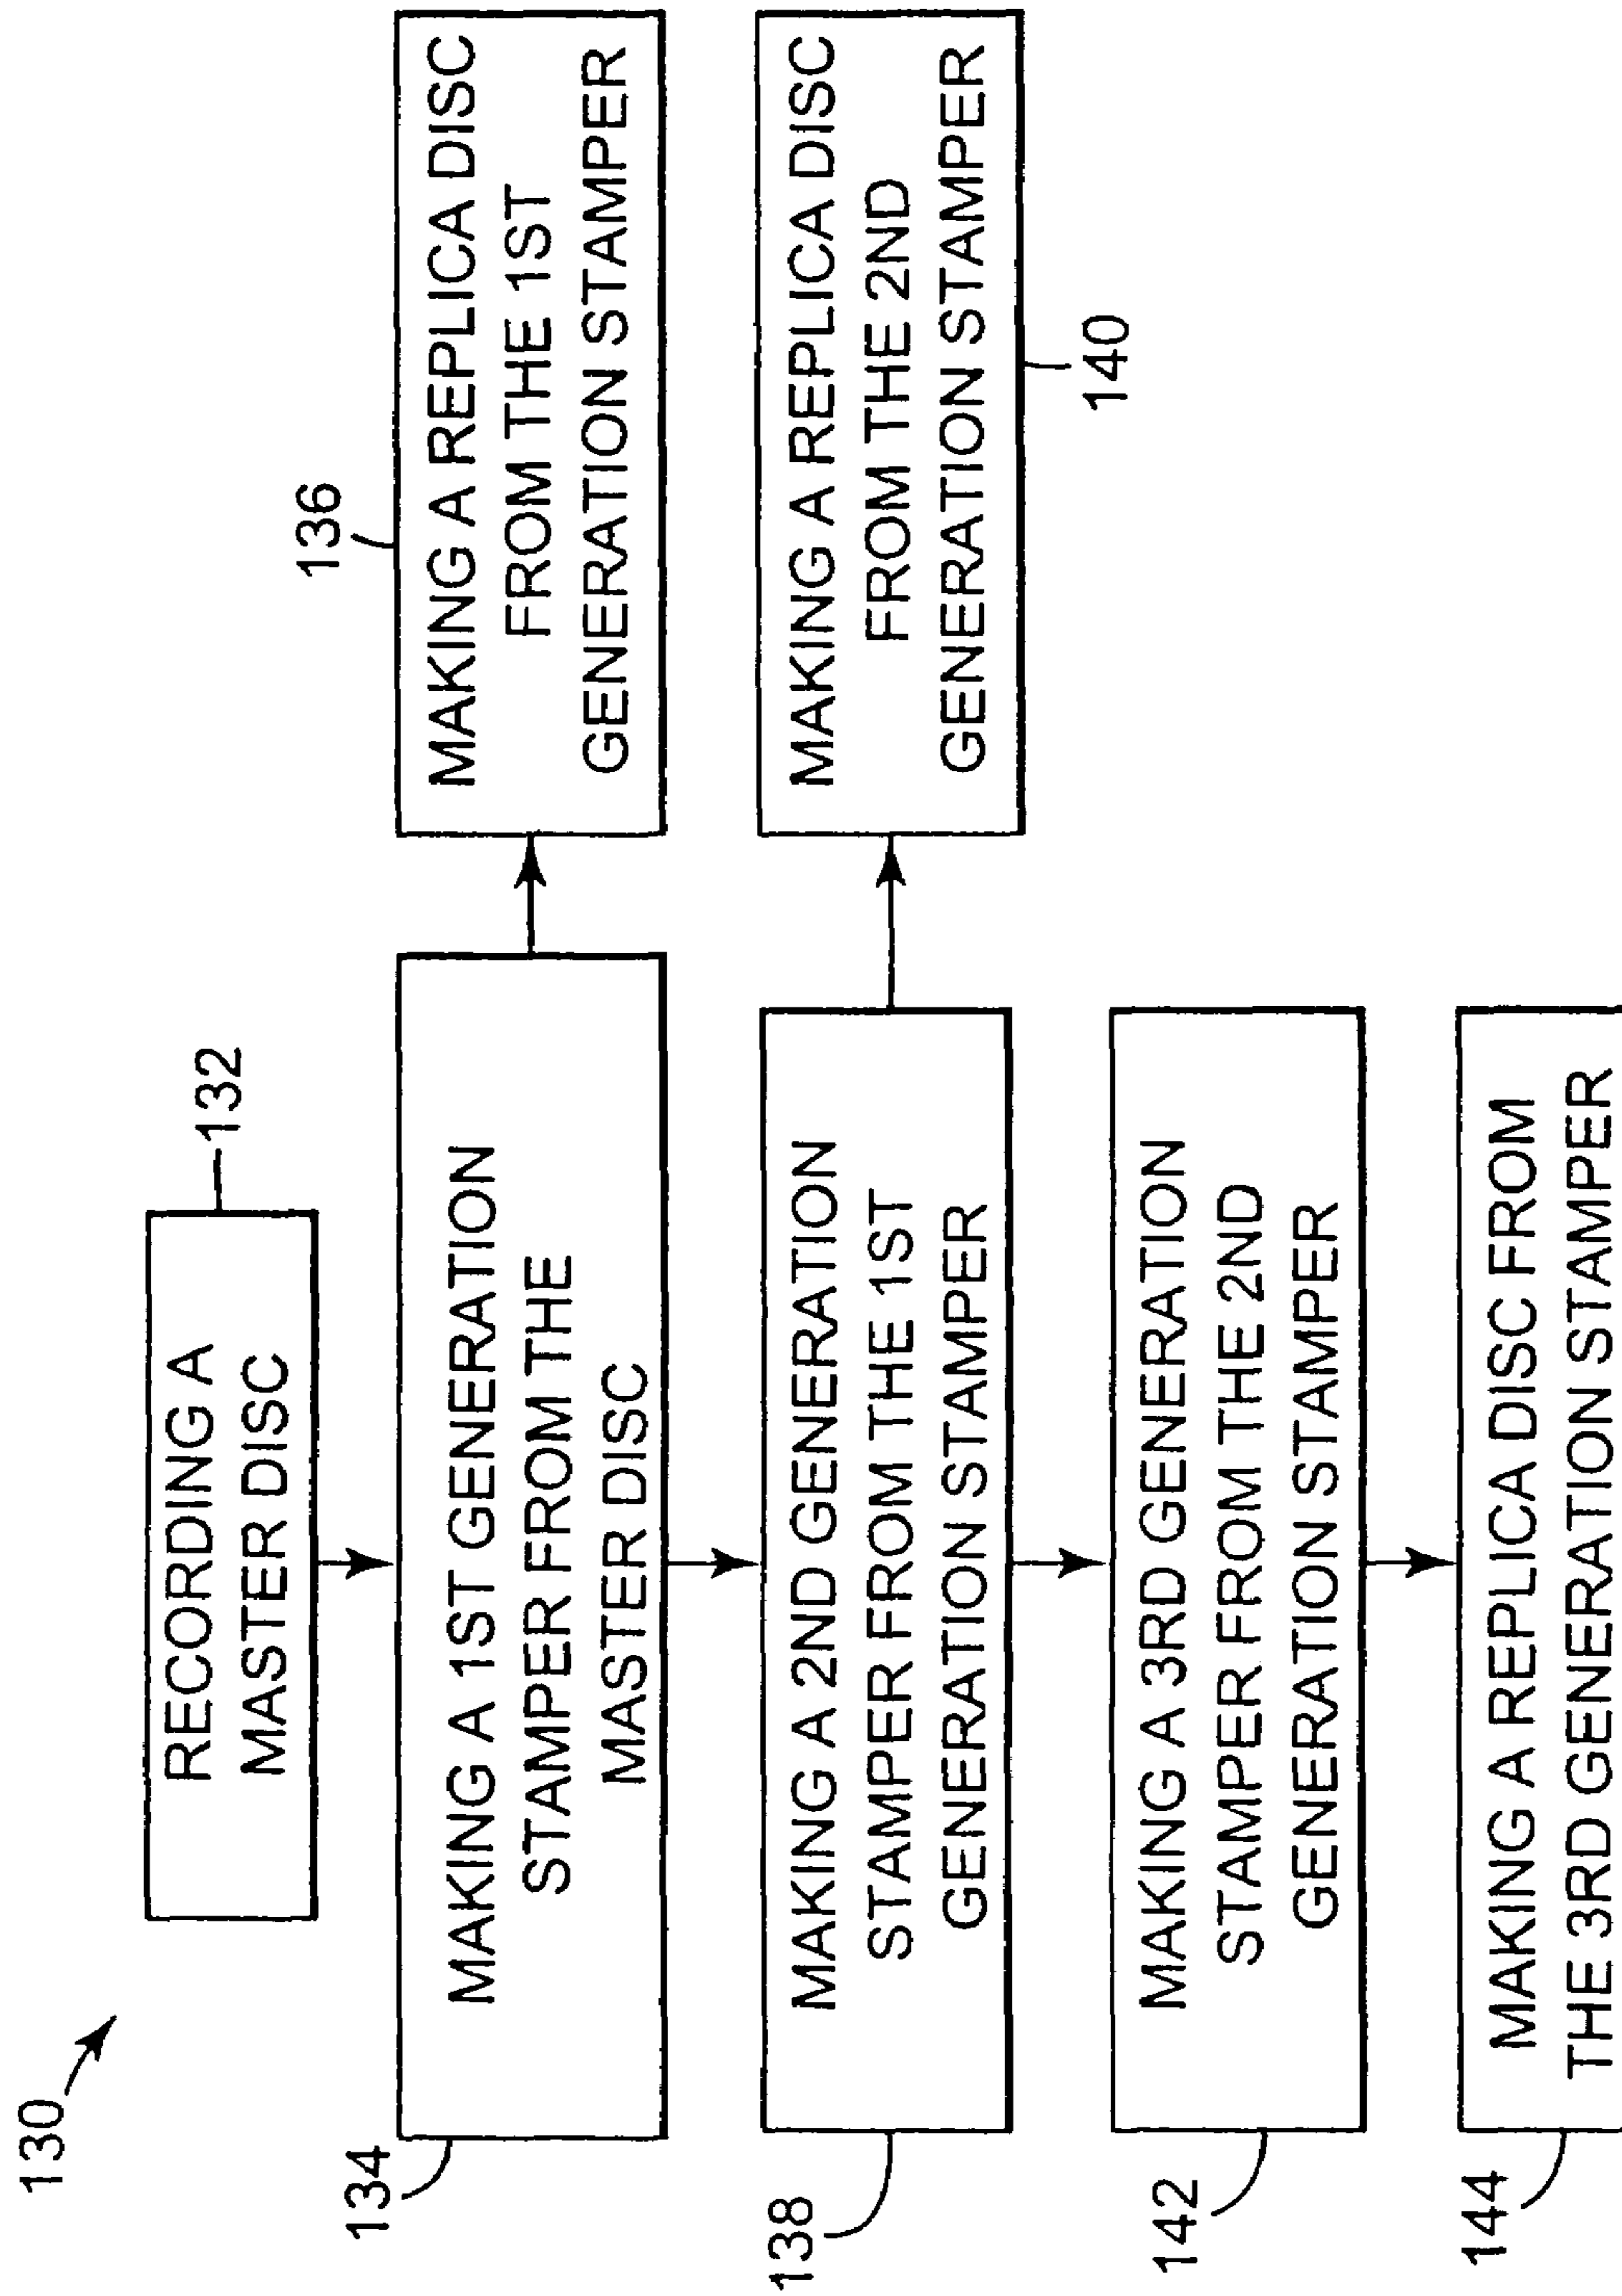 130
RECORDING A
MASTER DISC
132
134
MAKING A 1ST GENERATION
STAMPER FROM THE
MASTER DISC
136
MAKING A REPLICA DISC
FROM THE 1ST
GENERATION STAMPER
138
MAKING A 2ND GENERATION
STAMPER FROM THE 1ST
GENERATION STAMPER
MAKING A REPLICA DISC
FROM THE 2ND
GENERATION STAMPER
140
142
MAKING A 3RD GENERATION
STAMPER FROM THE 2ND
GENERATION STAMPER
144
MAKING A REPLICA DISC FROM
THE 3RD GENERATION STAMPER